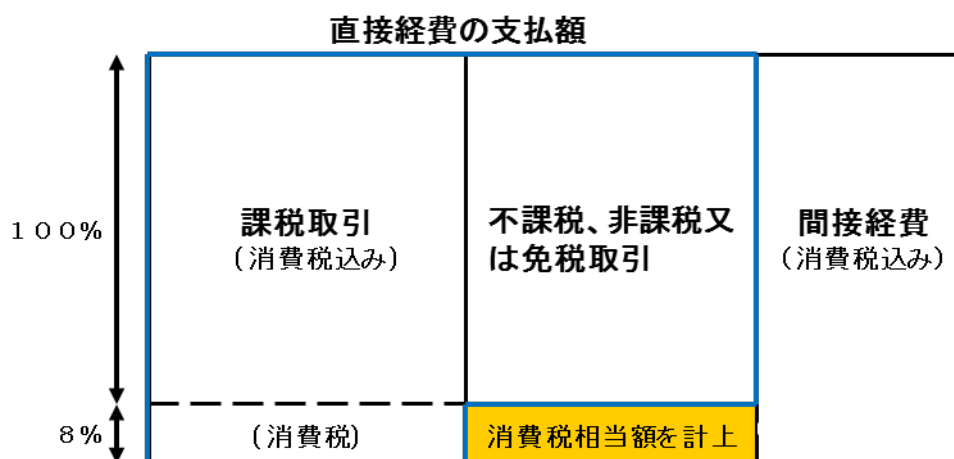 直接経費の支払額
１００%
課税取引
（消費税込み）
不課税、非課税又
は免税取引
間接経費
（消費税込み）
８%
（消費税）
消費税相当額を計上